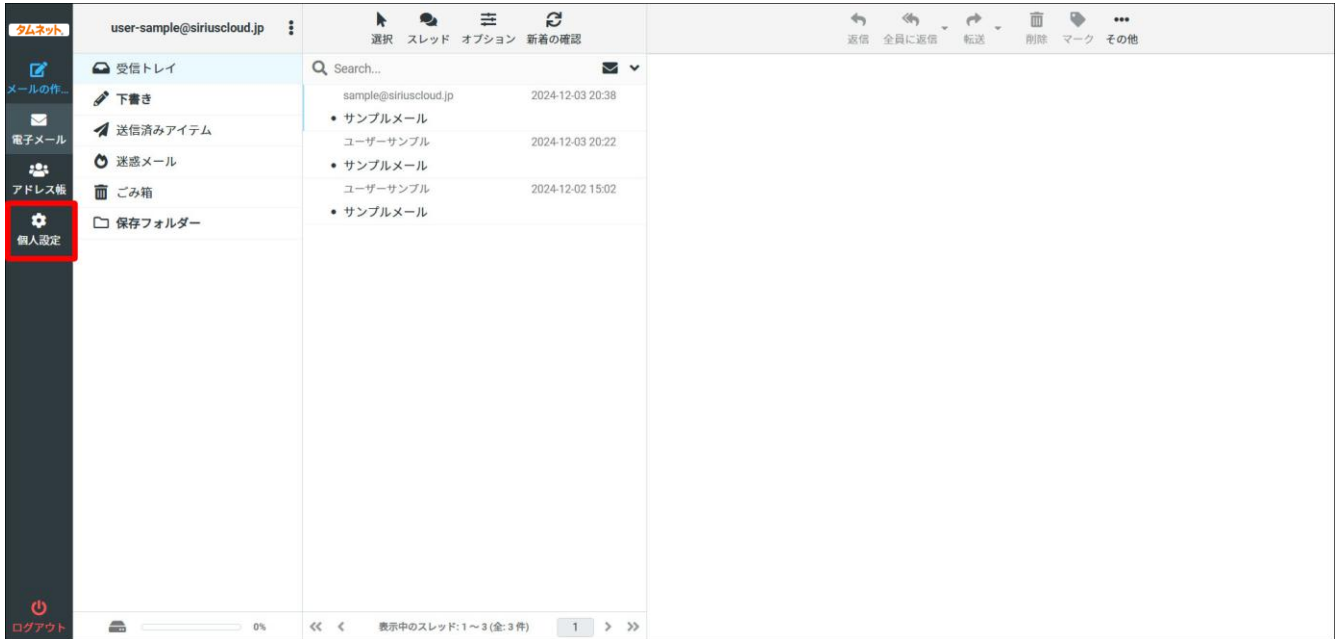 タムネット
メールの作...
電子メール
アドレス帳
個人設定
ログアウト
user-sample@siriuscloud.jp
受信トレイ
下書き
送信済みアイテム
迷惑メール
ごみ箱
保存フォルダー
0%
選択 スレッド オプション 新着の確認
Search...
sample@siriuscloud.jp 2024-12-03 20:38
• サンプルメール
ユーザーサンプル 2024-12-03 20:22
• サンプルメール
ユーザーサンプル 2024-12-02 15:02
• サンプルメール
表示中のスレッド: 1 ～ 3 (全: 3 件) 1
返信 全員に返信 転送 削除 マーク その他